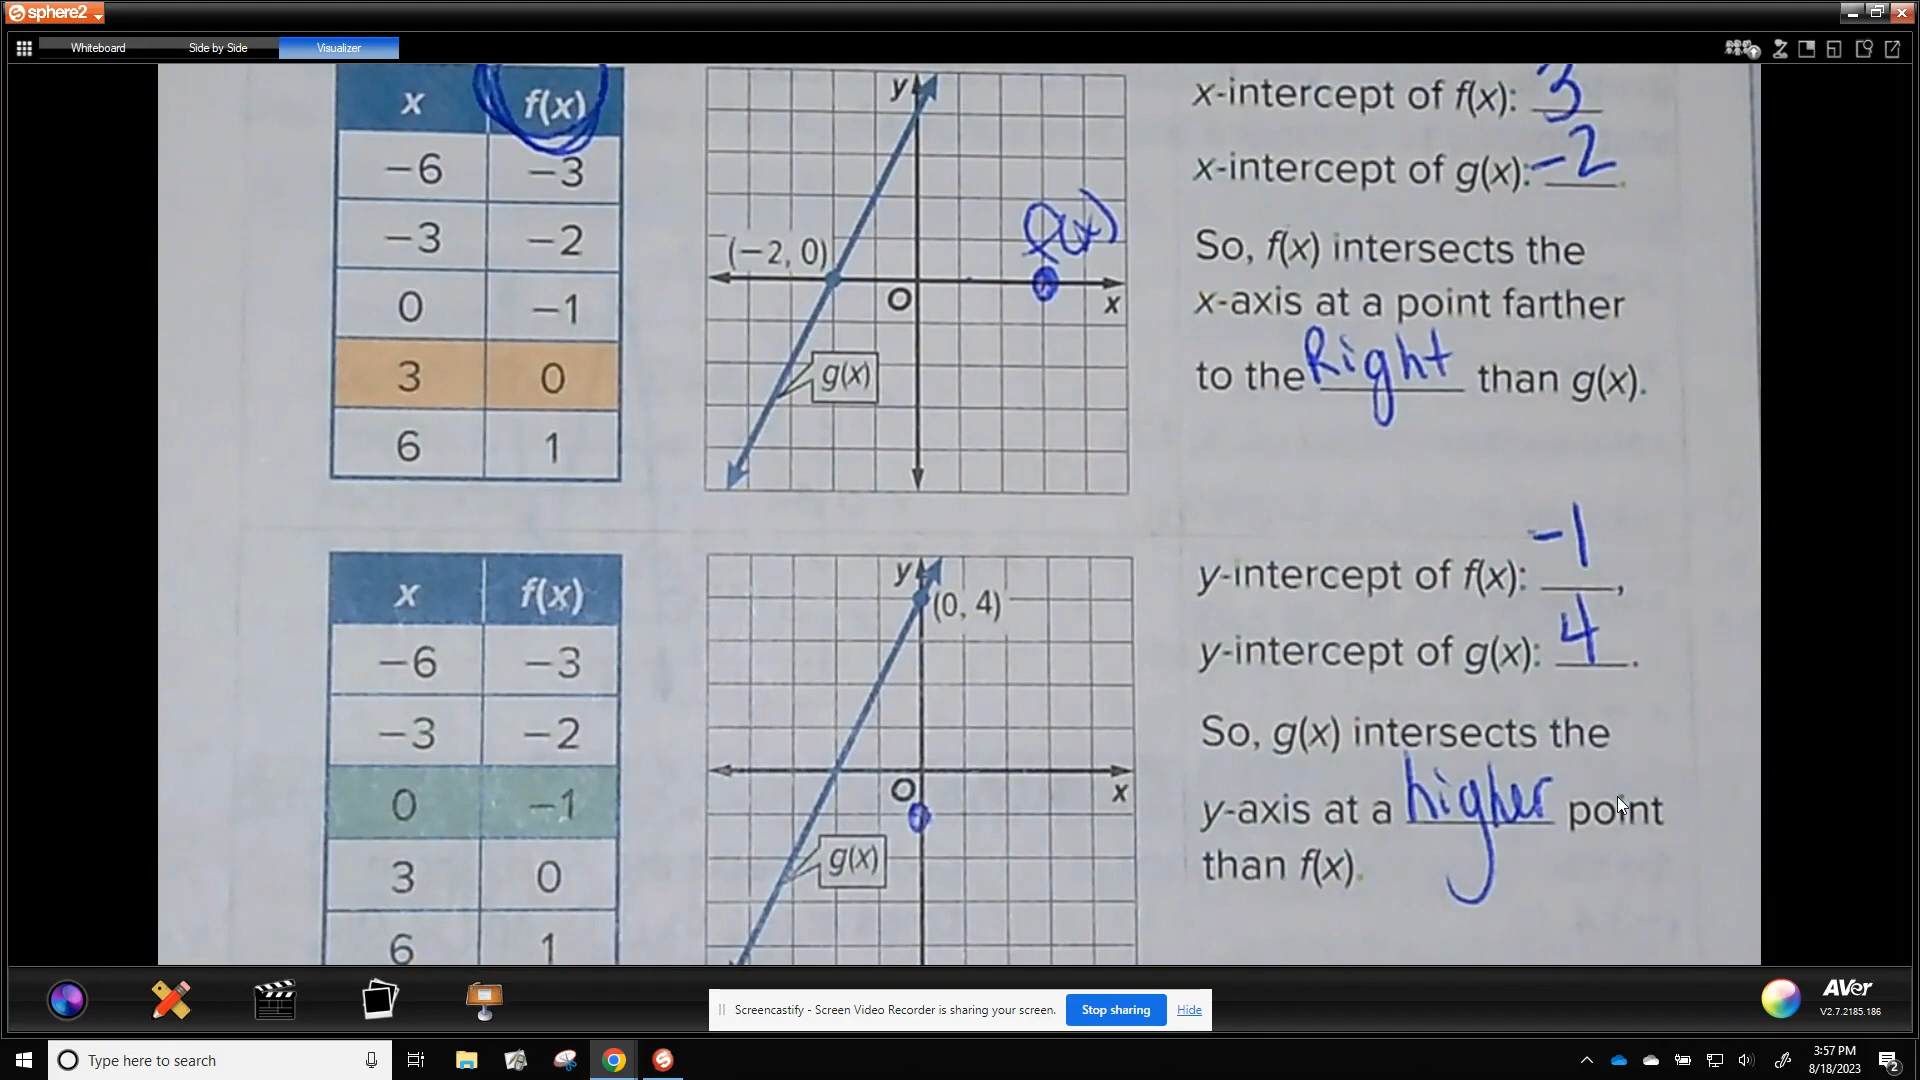 sphere2
Whiteboard Side by Side Visualizer
x f(x)
−6 −3
−3 −2
0 −1
3 0
6 1
y
(−2, 0)
f(x)
O
x
g(x)
x-intercept of f(x): 3
x-intercept of g(x): −2.
So, f(x) intersects the
x-axis at a point farther
to the Right than g(x).
x f(x)
−6 −3
−3 −2
0 −1
3 0
6 1
y
(0, 4)
O
x
g(x)
y-intercept of f(x): −1,
y-intercept of g(x): 4.
So, g(x) intersects the
y-axis at a higher point
than f(x).
Screencastify - Screen Video Recorder is sharing your screen. Stop sharing Hide
AVer
V2.7.2185.186
Type here to search
3:57 PM
8/18/2023
2